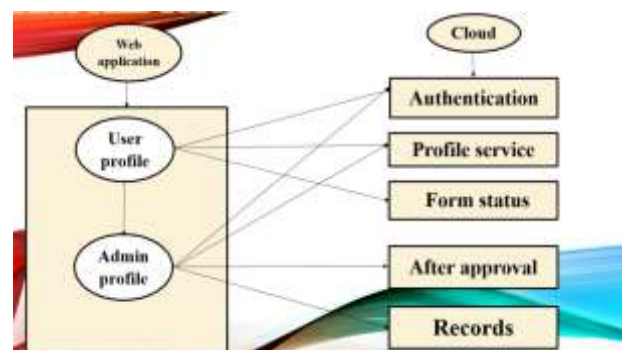 Web
application
Cloud
Authentication
User
profile
Profile service
Form status
Admin
profile
After approval
Records